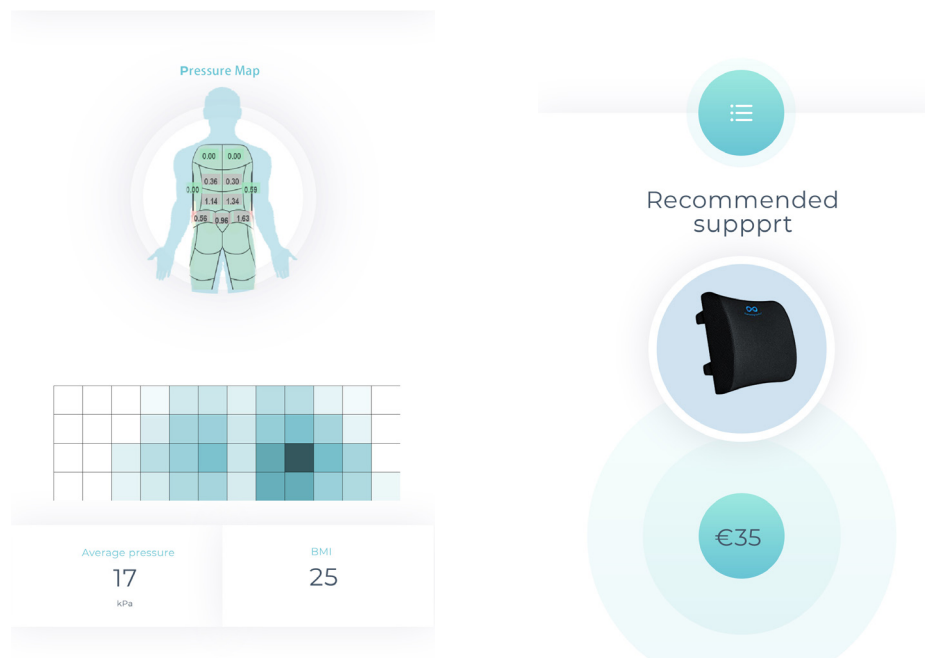 Pressure Map
0.00 0.00
0.36 0.30
0.00 0.59
1.14 1.34
0.56 0.96 1.63
Average pressure
17
kPa
BMI
25
Recommended
suppprt
€35